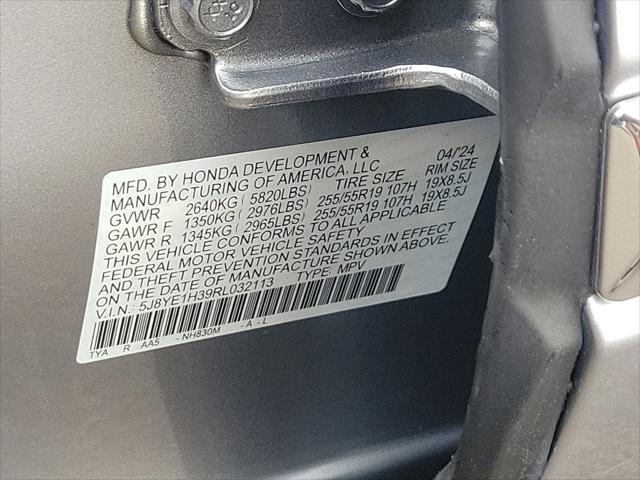 MFD. BY HONDA DEVELOPMENT & 04/'24
MANUFACTURING OF AMERICA, LLC
GVWR 2640KG ( 5820LBS) TIRE SIZE RIM SIZE
GAWR F 1350KG ( 2976LBS) 255/55R19 107H 19X8.5J
GAWR R 1345KG ( 2965LBS) 255/55R19 107H 19X8.5J
THIS VEHICLE CONFORMS TO ALL APPLICABLE
FEDERAL MOTOR VEHICLE SAFETY
AND THEFT PREVENTION STANDARDS IN EFFECT
ON THE DATE OF MANUFACTURE SHOWN ABOVE.
V.I.N.: 5J8YE1H39RL032113 TYPE: MPV
TYA R AA5 - NH830M - A - L